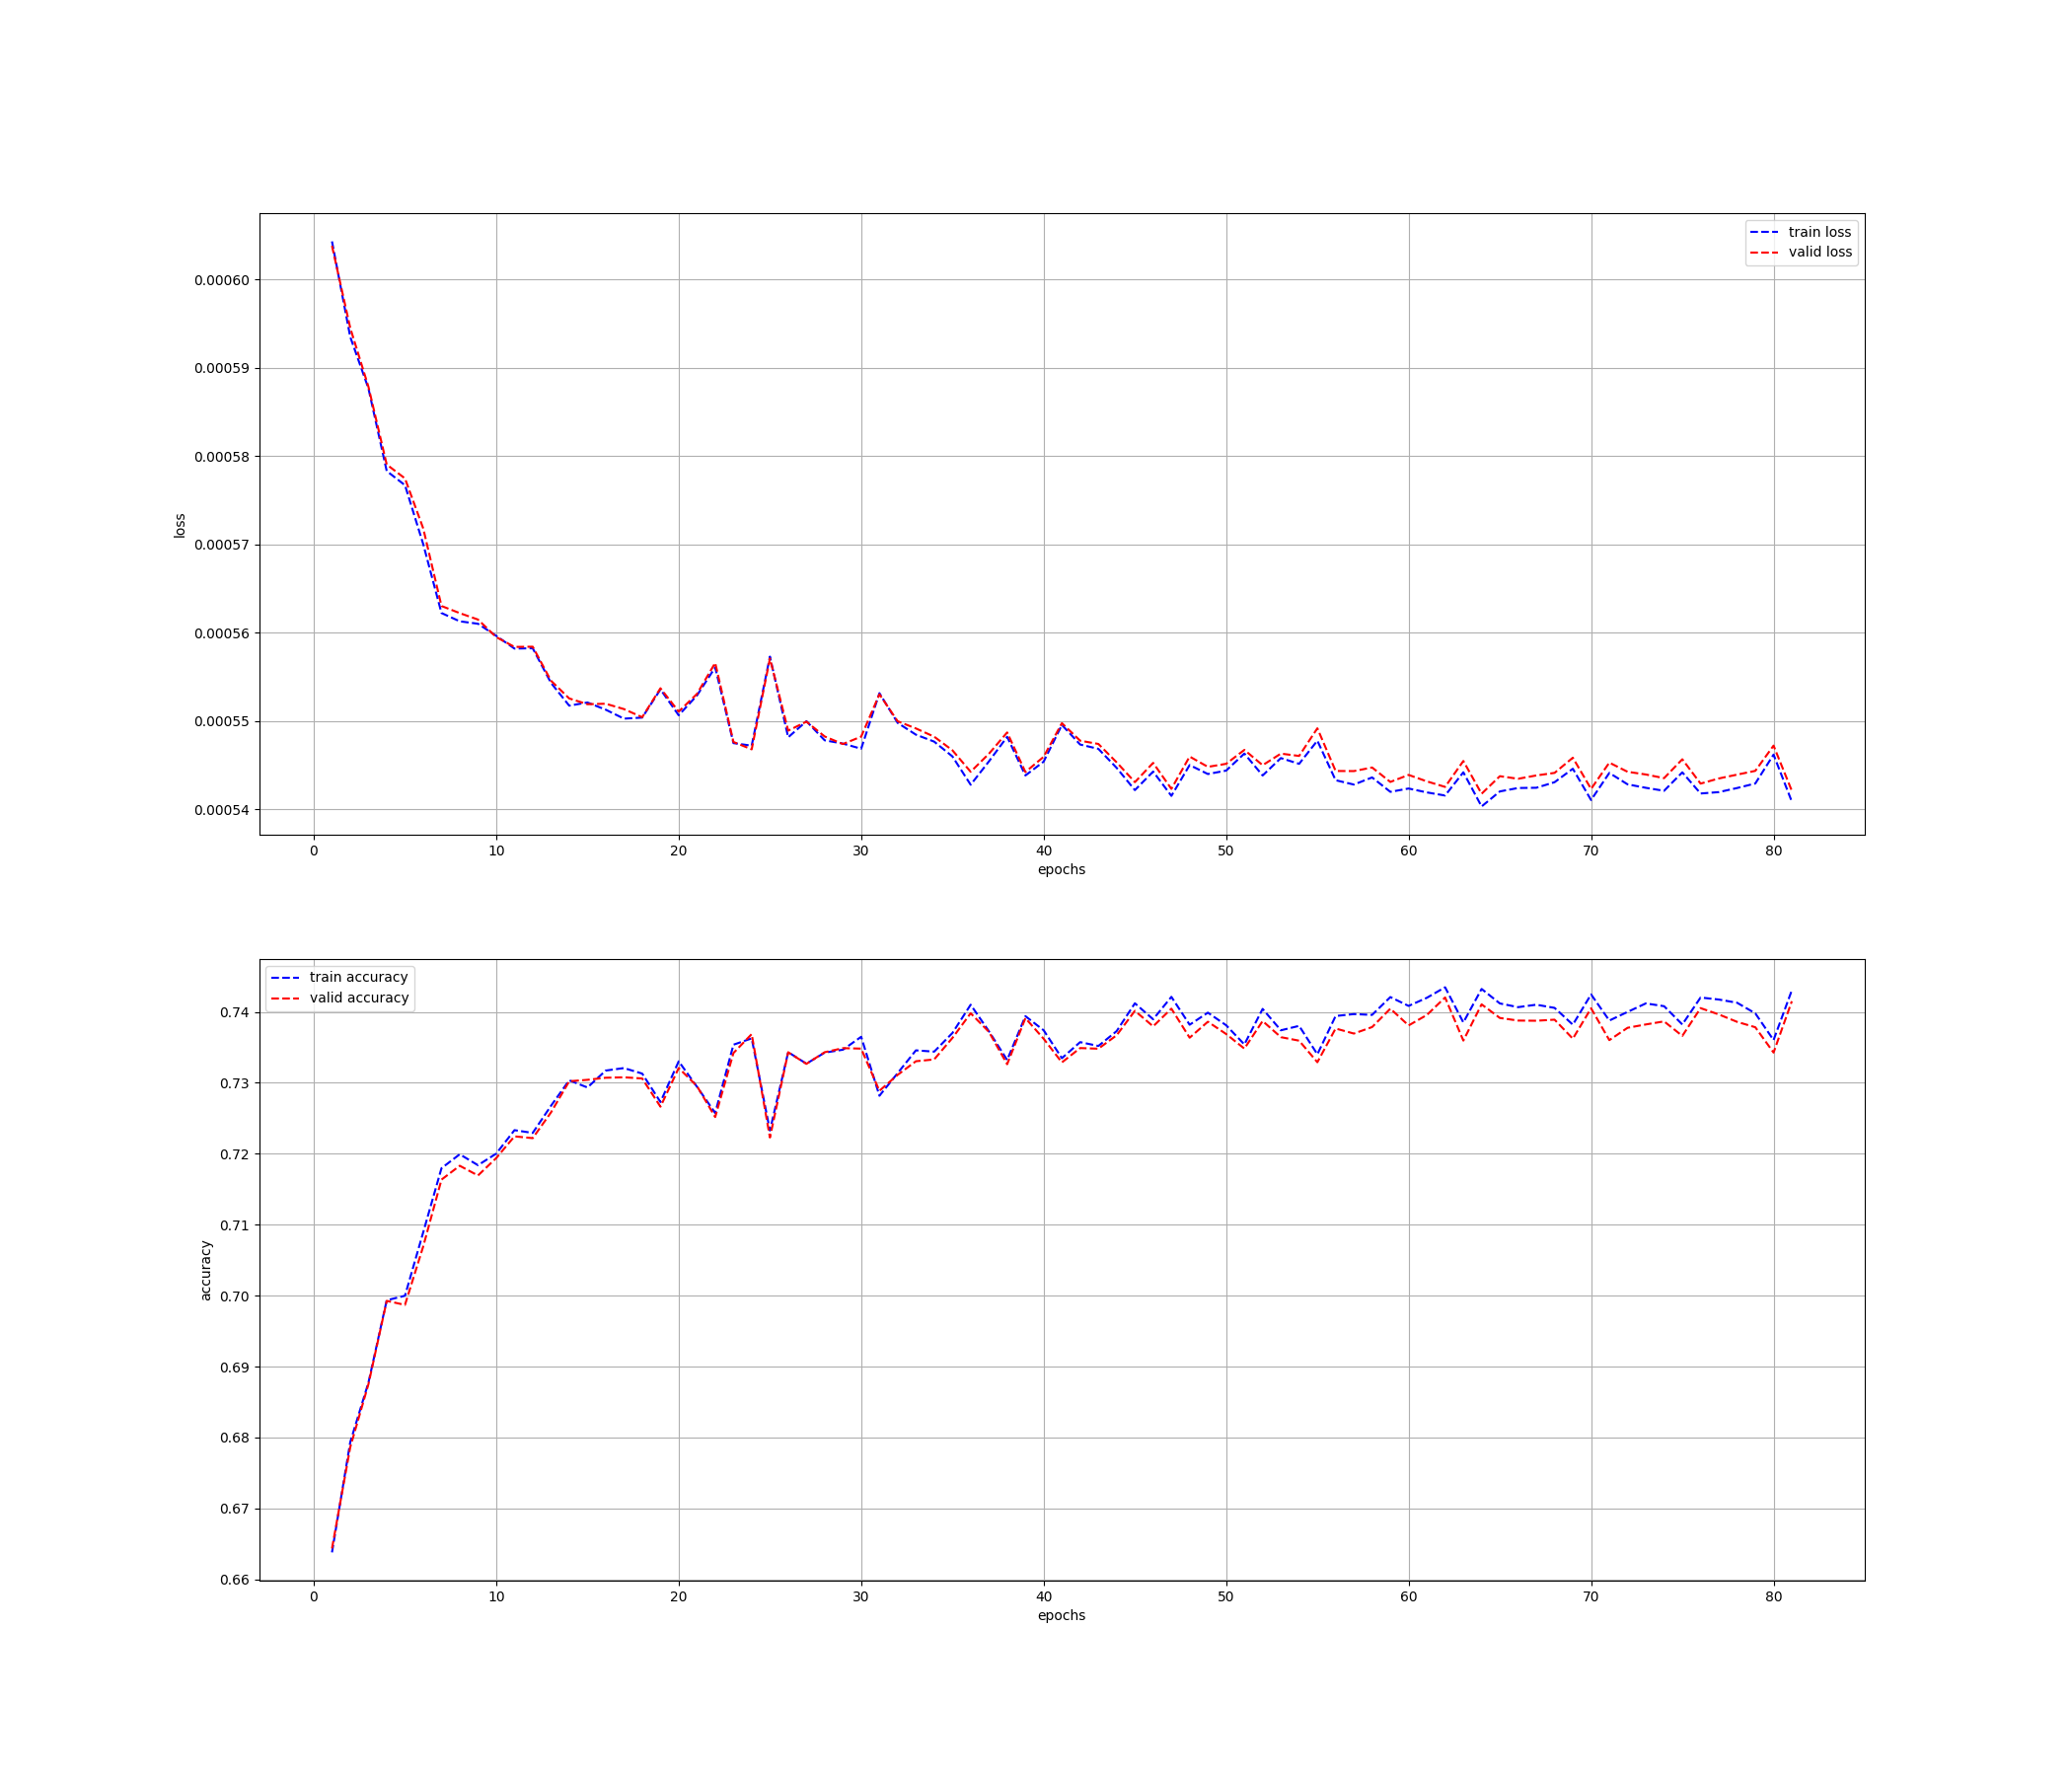 train loss
valid loss
0.00060
0.00059
0.00058
0.00057
0.00056
0.00055
0.00054
loss
0 10 20 30 40 50 60 70 80
epochs
train accuracy
valid accuracy
0.74
0.73
0.72
0.71
0.70
0.69
0.68
0.67
0.66
accuracy
0 10 20 30 40 50 60 70 80
epochs